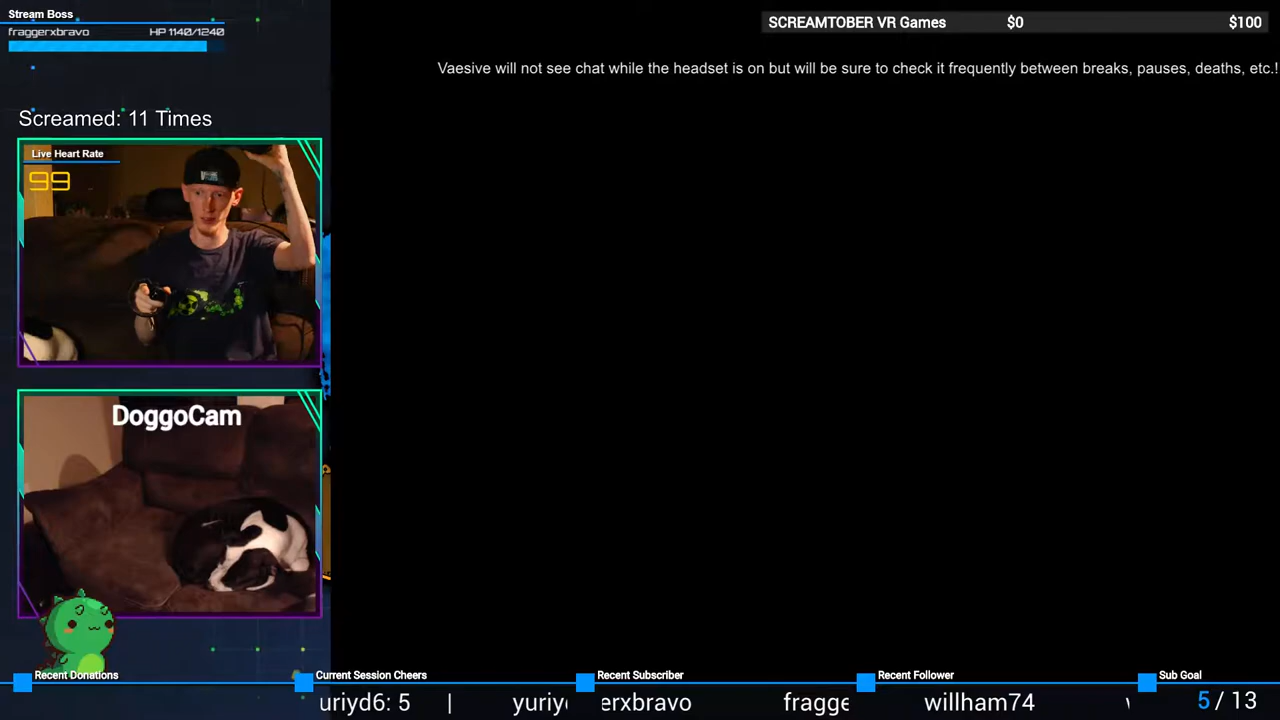 Stream Boss
fraggerxbravo HP 1140/1240
SCREAMTOBER VR Games $0 $100
Vaesive will not see chat while the headset is on but will be sure to check it frequently between breaks, pauses, deaths, etc.!
Screamed: 11 Times
Live Heart Rate
99
DoggoCam
Recent Donations
Current Session Cheers
uriyd6: 5 | yuriy
Recent Subscriber
erxbravo fragge
Recent Follower
willham74
Sub Goal
5 / 13